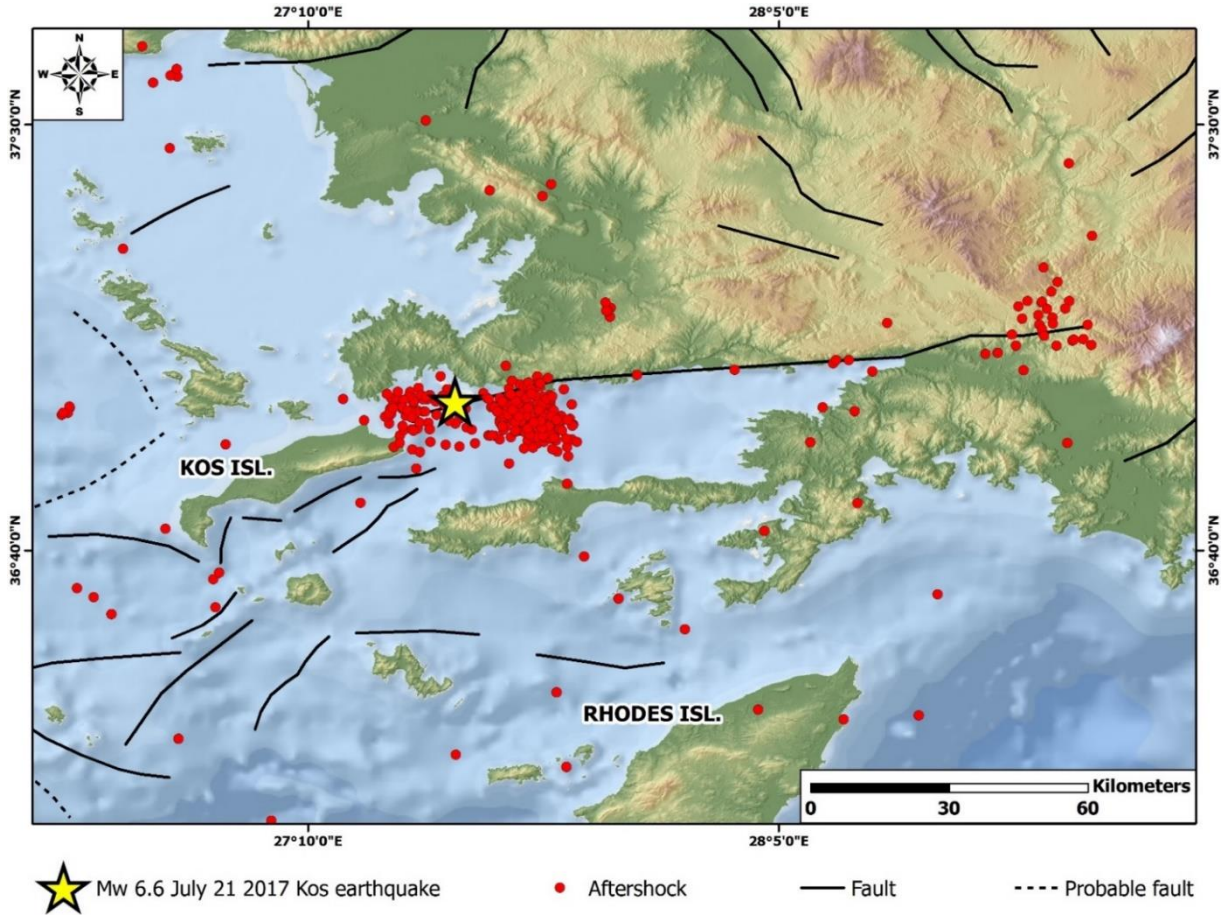 27°10'0"E
28°5'0"E
N
W
E
S
37°30'0"N
37°30'0"N
KOS ISL.
36°40'0"N
36°40'0"N
RHODES ISL.
Kilometers
0
30
60
27°10'0"E
28°5'0"E
Mw 6.6 July 21 2017 Kos earthquake
Aftershock
Fault
Probable fault